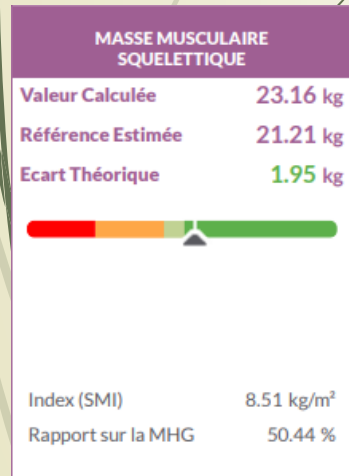 MASSE MUSCULAIRE
SQUELETTIQUE
Valeur Calculée 23.16 kg
Référence Estimée 21.21 kg
Ecart Théorique 1.95 kg
Index (SMI) 8.51 kg/m²
Rapport sur la MHG 50.44 %